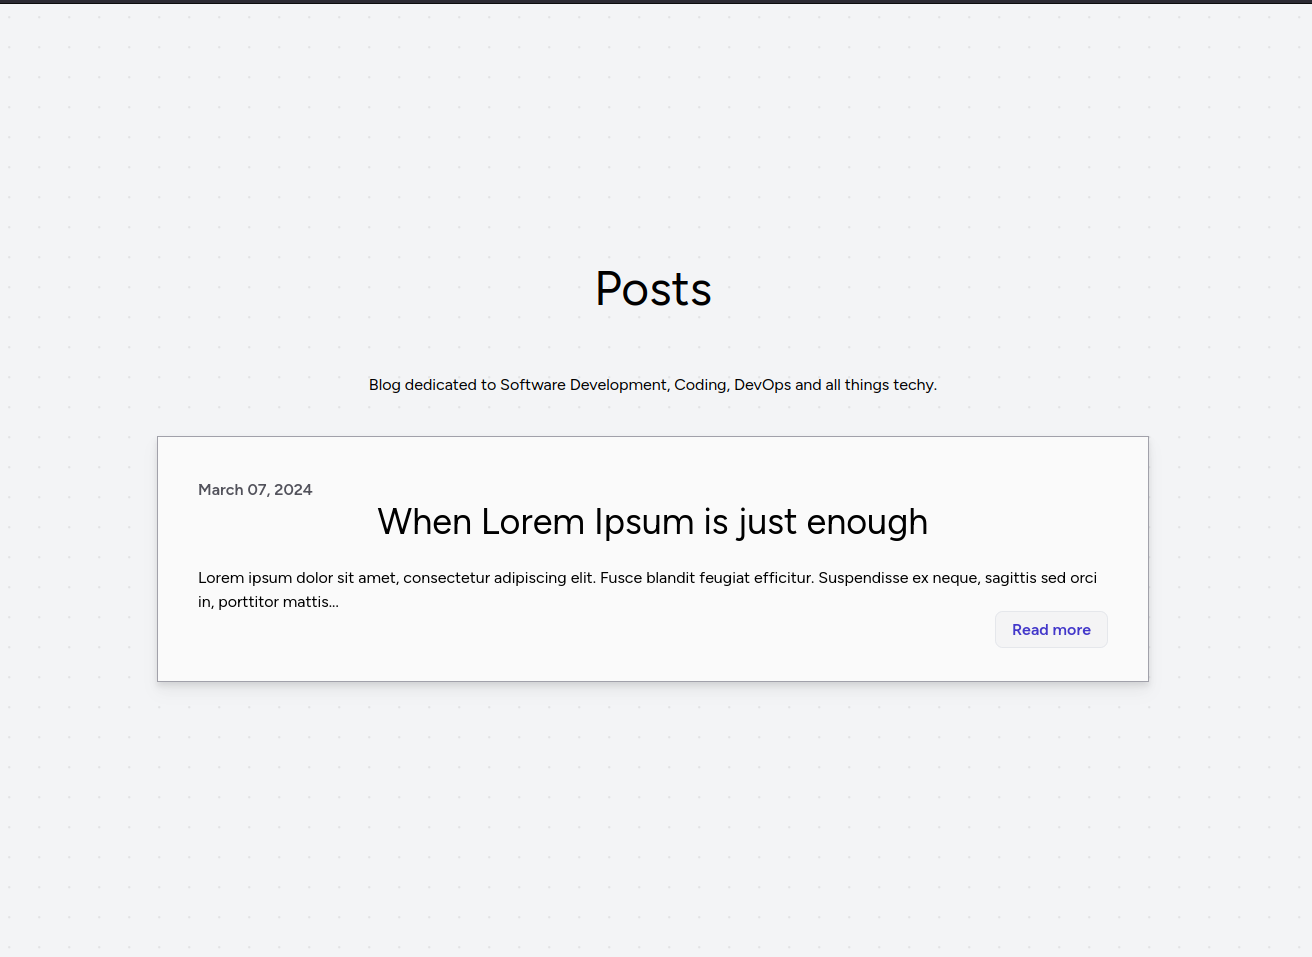 Posts
Blog dedicated to Software Development, Coding, DevOps and all things techy.
March 07, 2024
When Lorem Ipsum is just enough
Lorem ipsum dolor sit amet, consectetur adipiscing elit. Fusce blandit feugiat efficitur. Suspendisse ex neque, sagittis sed orci
in, porttitor mattis...
Read more